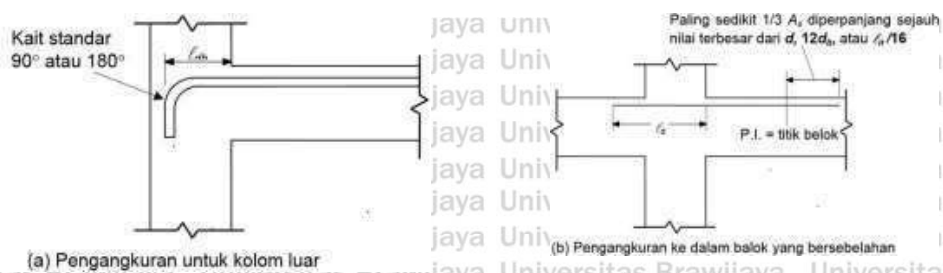 Kait standar
90° atau 180°
ℓdh
(a) Pengangkuran untuk kolom luar
Paling sedikit 1/3 As diperpanjang sejauh
nilai terbesar dari d, 12db, atau ℓn/16
P.I. = titik belok
(b) Pengangkuran ke dalam balok yang bersebelahan
jaya Univ
jaya Univ
jaya Univ
jaya Univ
jaya Univ
jaya Univ
jaya Univ
jaya Universitas Brawijaya Universita